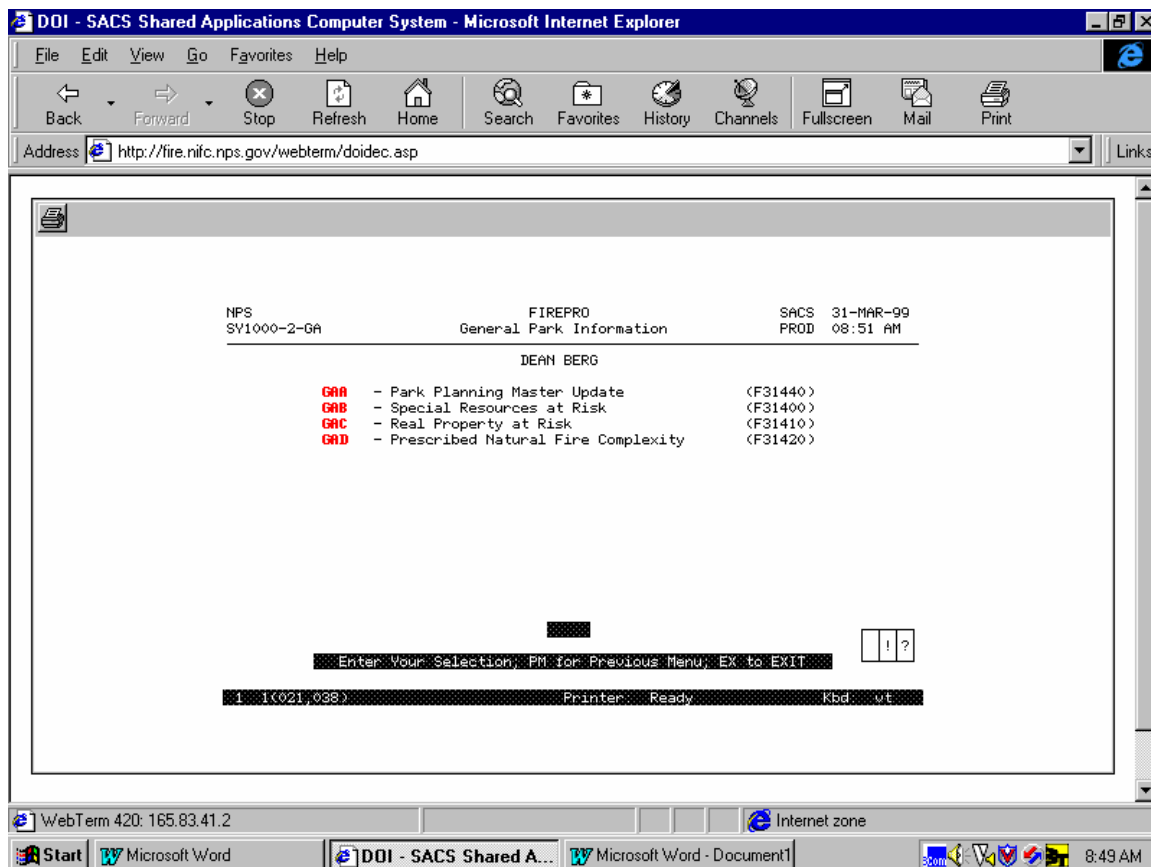 DOI - SACS Shared Applications Computer System - Microsoft Internet Explorer
File Edit View Go Favorites Help
Back Forward Stop Refresh Home Search Favorites History Channels Fullscreen Mail Print
Address http://fire.nifc.nps.gov/webterm/doidec.asp Links
NPS FIREPRO SACS 31-MAR-99
SY1000-2-GA General Park Information PROD 08:51 AM
DEAN BERG
GAA - Park Planning Master Update (F31440)
GAB - Special Resources at Risk (F31400)
GAC - Real Property at Risk (F31410)
GAD - Prescribed Natural Fire Complexity (F31420)
! ?
Enter Your Selection; PM for Previous Menu; EX to EXIT
1 1(021,038) Printer: Ready Kbd: vt
WebTerm 420: 165.83.41.2 Internet zone
Start Microsoft Word DOI - SACS Shared A... Microsoft Word - Document1 3Com 8:49 AM